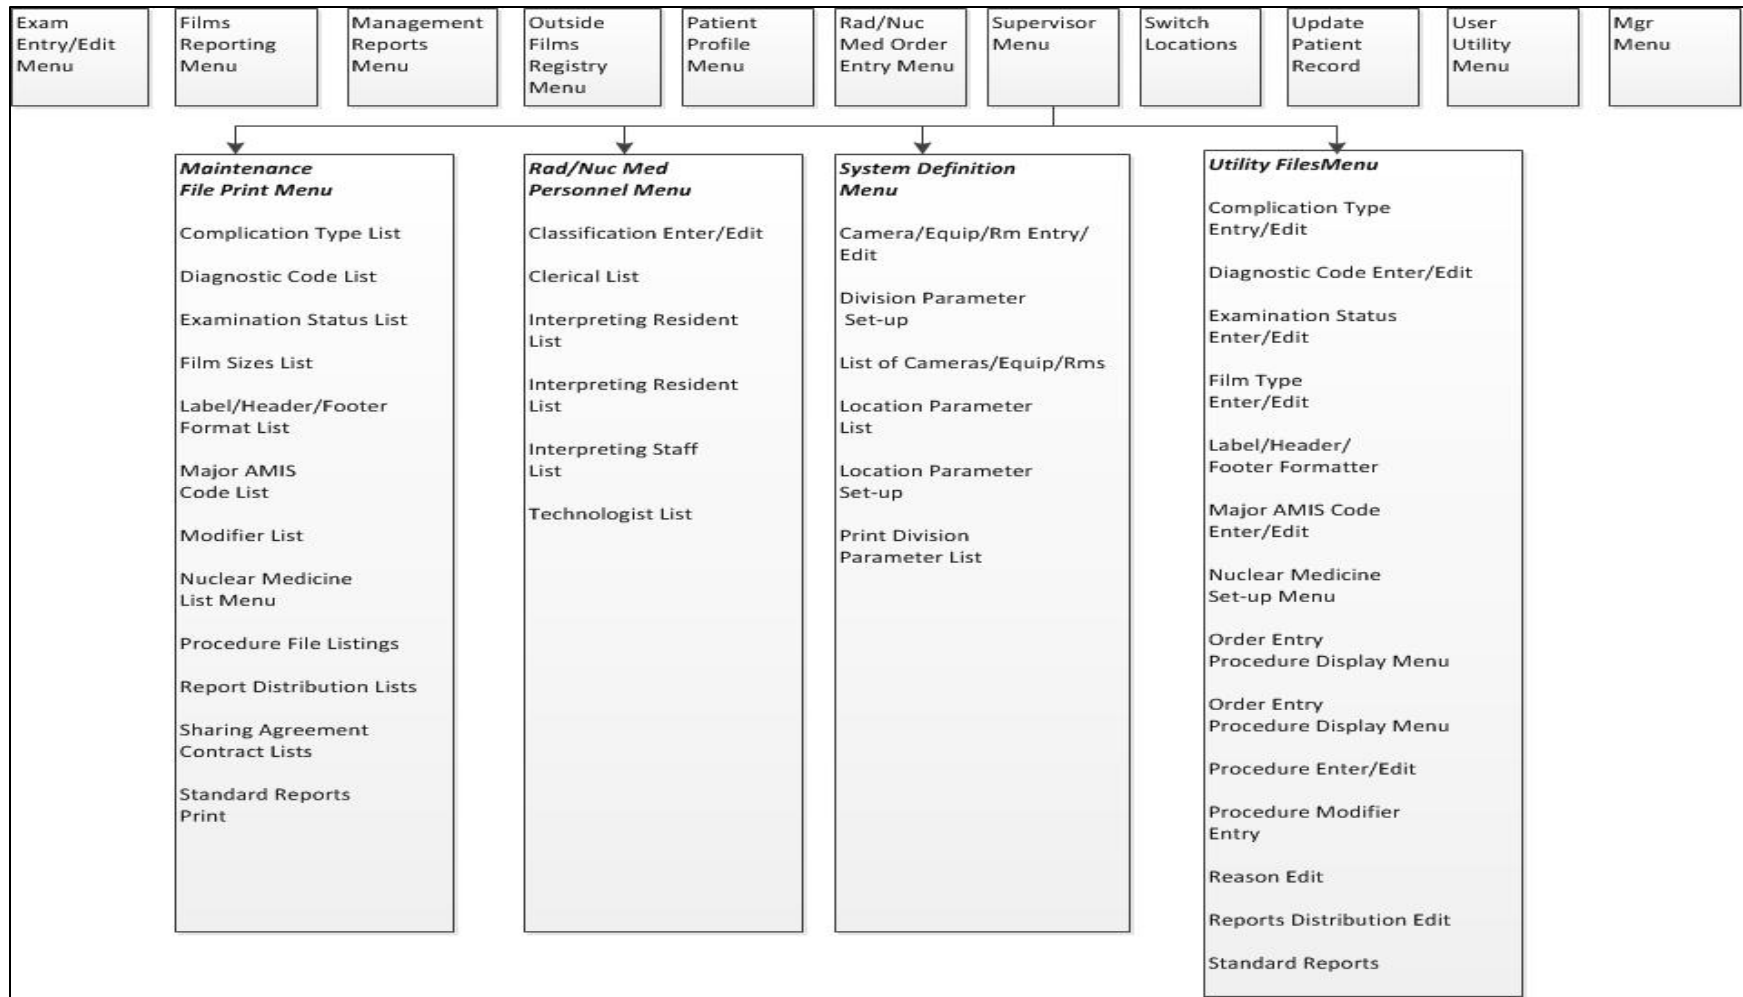 Exam
Entry/Edit
Menu
Films
Reporting
Menu
Management
Reports
Menu
Outside
Films
Registry
Menu
Patient
Profile
Menu
Rad/Nuc
Med Order
Entry Menu
Supervisor
Menu
Switch
Locations
Update
Patient
Record
User
Utility
Menu
Mgr
Menu
Maintenance
File Print Menu
Complication Type List
Diagnostic Code List
Examination Status List
Film Sizes List
Label/Header/Footer
Format List
Major AMIS
Code List
Modifier List
Nuclear Medicine
List Menu
Procedure File Listings
Report Distribution Lists
Sharing Agreement
Contract Lists
Standard Reports
Print
Rad/Nuc Med
Personnel Menu
Classification Enter/Edit
Clerical List
Interpreting Resident
List
Interpreting Resident
List
Interpreting Staff
List
Technologist List
System Definition
Menu
Camera/Equip/Rm Entry/
Edit
Division Parameter
Set-up
List of Cameras/Equip/Rms
Location Parameter
List
Location Parameter
Set-up
Print Division
Parameter List
Utility FilesMenu
Complication Type
Entry/Edit
Diagnostic Code Enter/Edit
Examination Status
Enter/Edit
Film Type
Enter/Edit
Label/Header/
Footer Formatter
Major AMIS Code
Enter/Edit
Nuclear Medicine
Set-up Menu
Order Entry
Procedure Display Menu
Order Entry
Procedure Display Menu
Procedure Enter/Edit
Procedure Modifier
Entry
Reason Edit
Reports Distribution Edit
Standard Reports